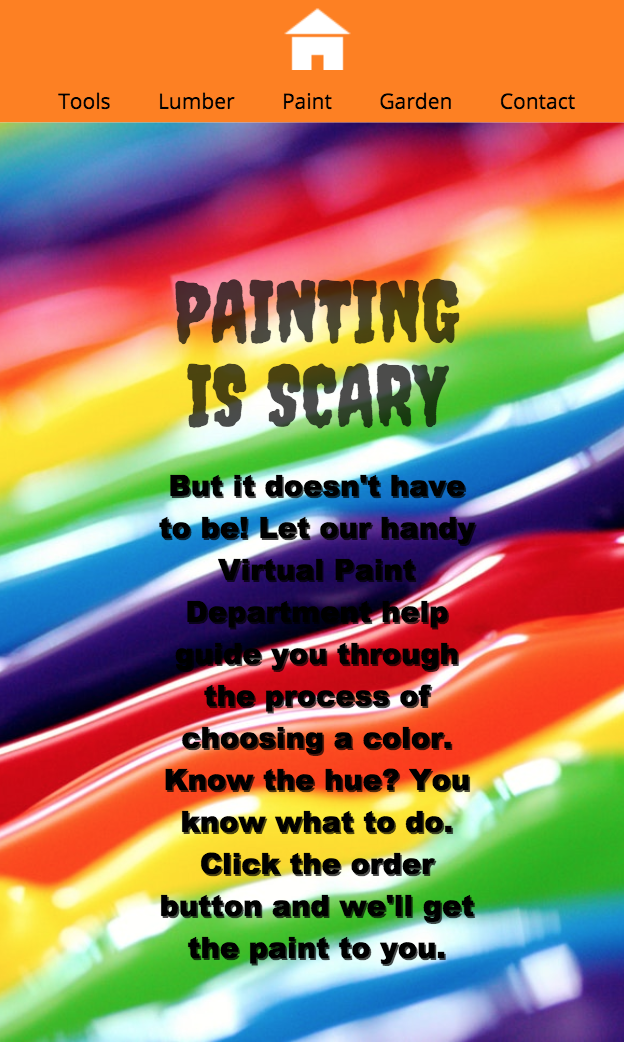 Tools Lumber Paint Garden Contact
PAINTING
IS SCARY
But it doesn't have
to be! Let our handy
Virtual Paint
Department help
guide you through
the process of
choosing a color.
Know the hue? You
know what to do.
Click the order
button and we'll get
the paint to you.